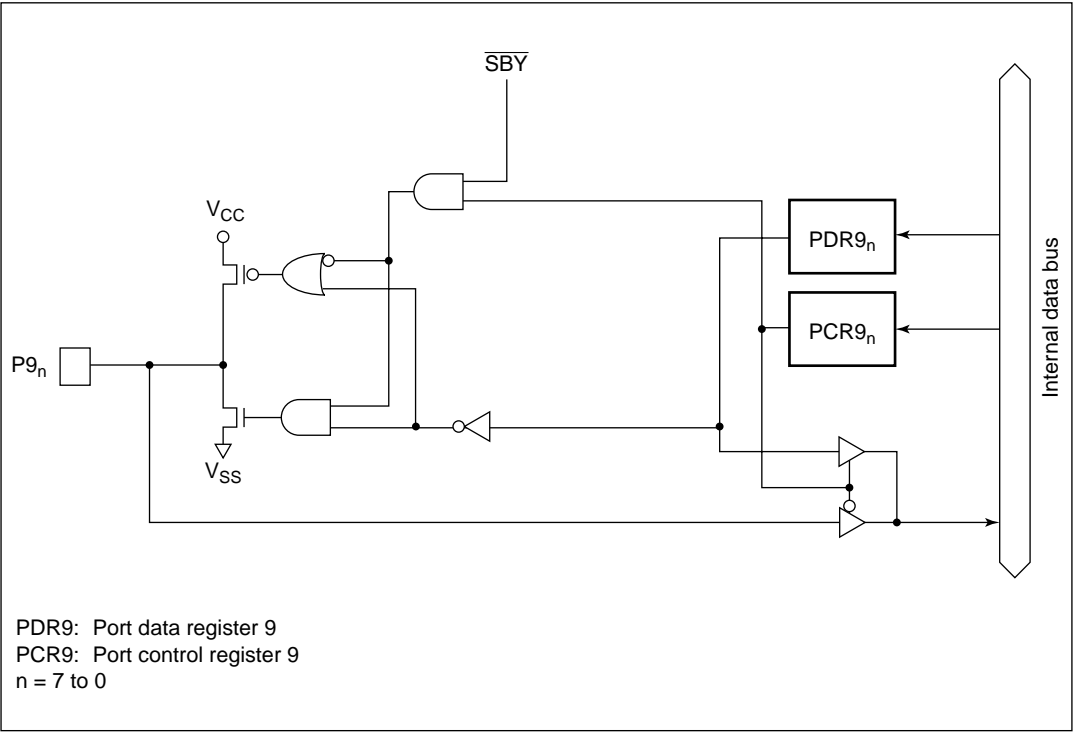 SBY
VCC
PDR9n
PCR9n
P9n
VSS
Internal data bus
PDR9: Port data register 9
PCR9: Port control register 9
n = 7 to 0